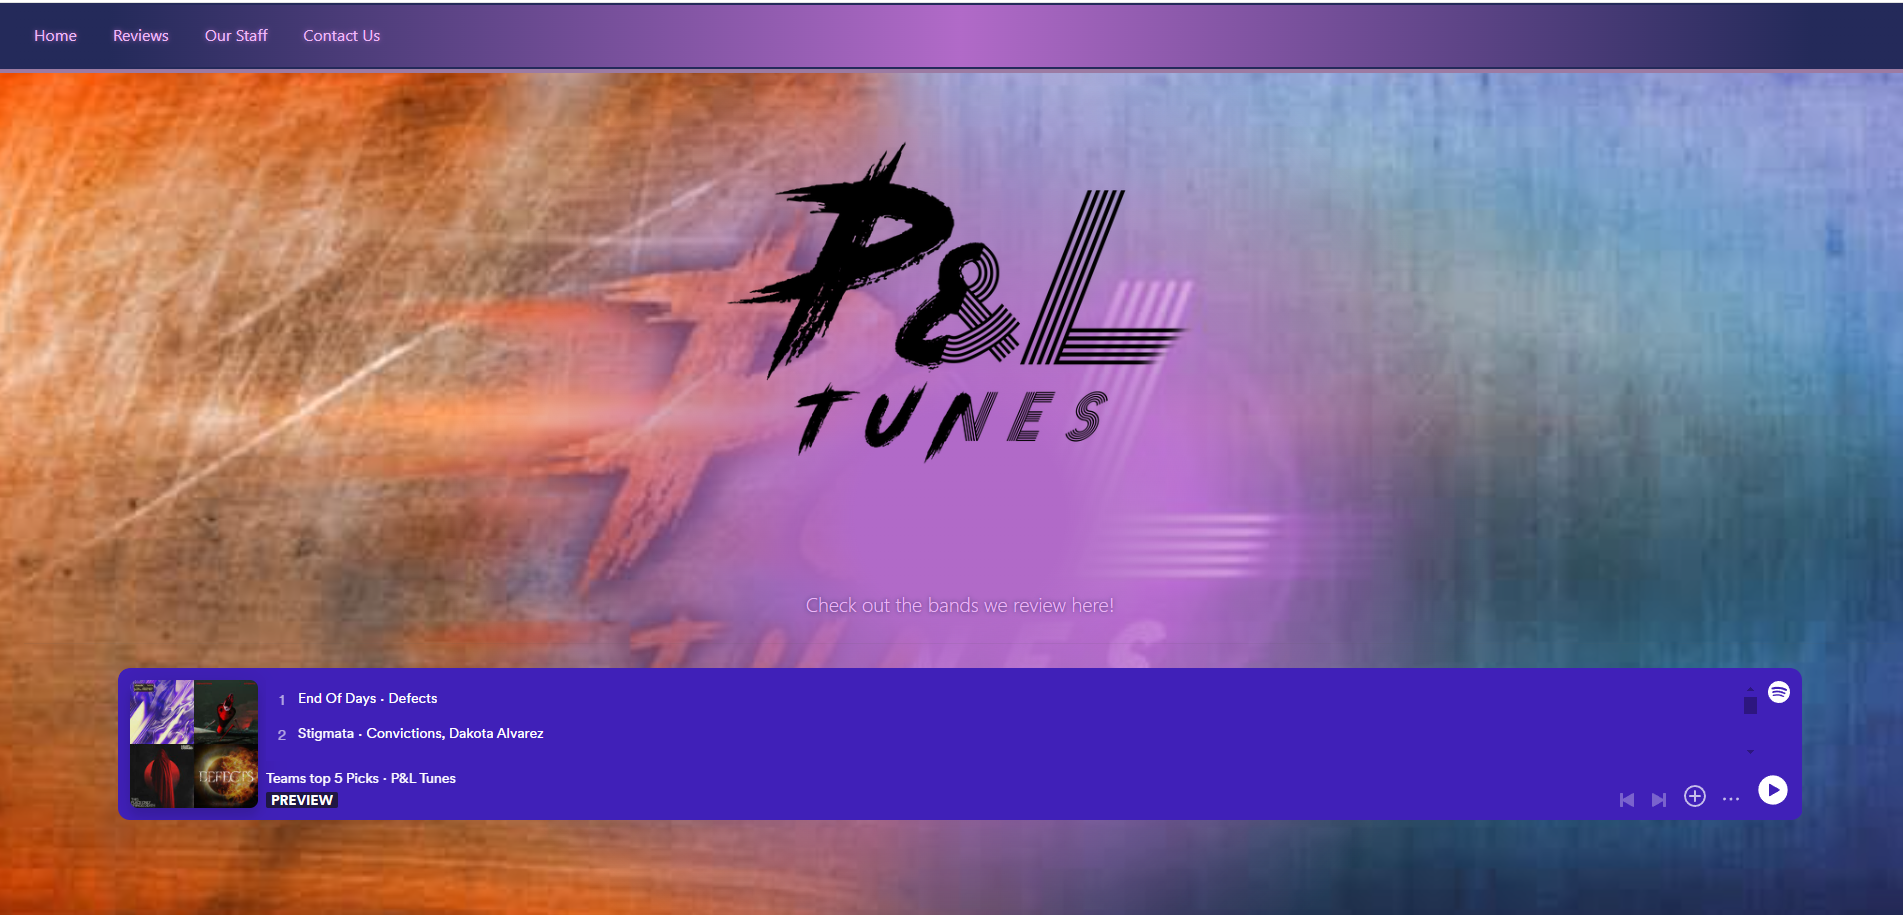 Home Reviews Our Staff Contact Us
P&L
TUNES
Check out the bands we review here!
TUNES
1 End Of Days · Defects
2 Stigmata · Convictions, Dakota Alvarez
DEFECTS
Teams top 5 Picks · P&L Tunes
PREVIEW